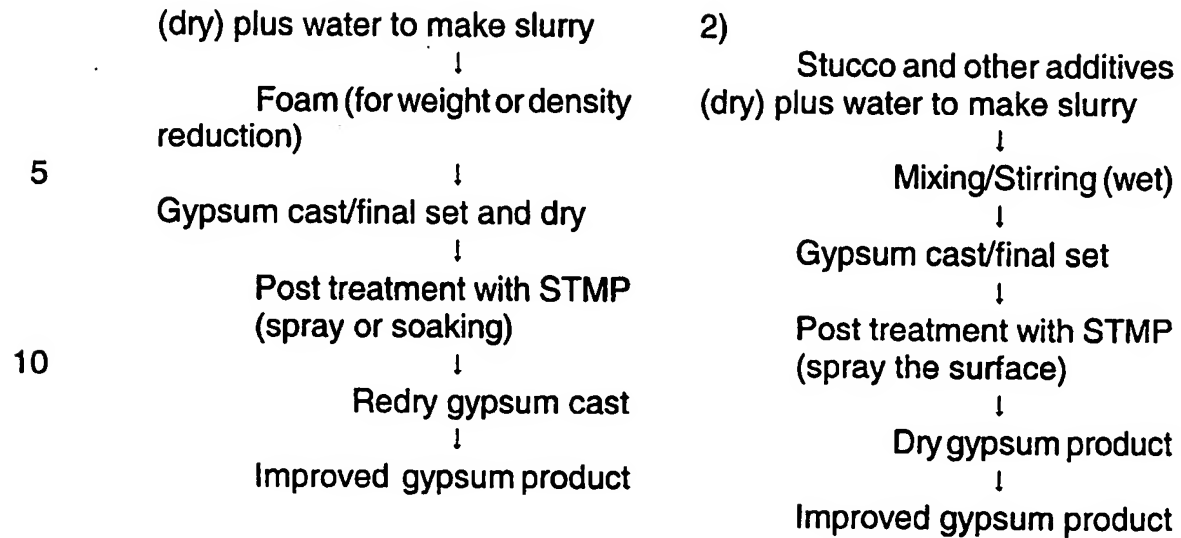 (dry) plus water to make slurry
↓
Foam (for weight or density
reduction)
↓
5
Gypsum cast/final set and dry
↓
Post treatment with STMP
(spray or soaking)
10
↓
Redry gypsum cast
↓
Improved gypsum product
2)
Stucco and other additives
(dry) plus water to make slurry
↓
Mixing/Stirring (wet)
↓
Gypsum cast/final set
↓
Post treatment with STMP
(spray the surface)
↓
Dry gypsum product
↓
Improved gypsum product